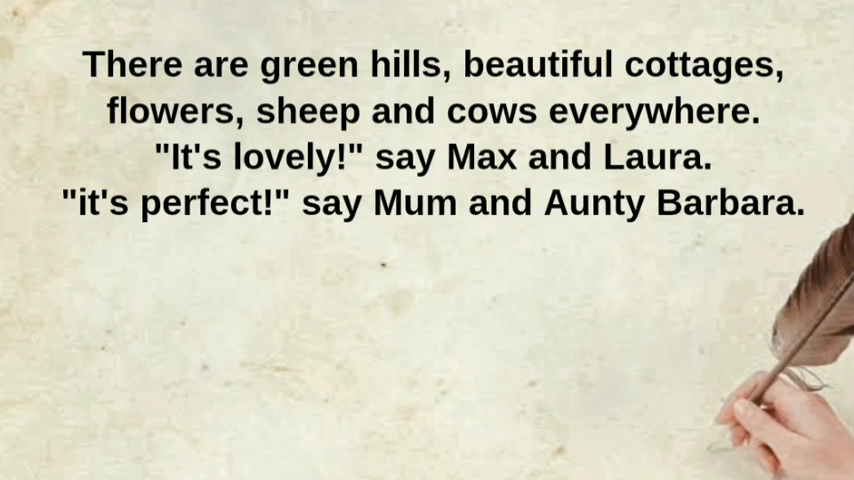 There are green hills, beautiful cottages,
flowers, sheep and cows everywhere.
"It's lovely!" say Max and Laura.
"it's perfect!" say Mum and Aunty Barbara.